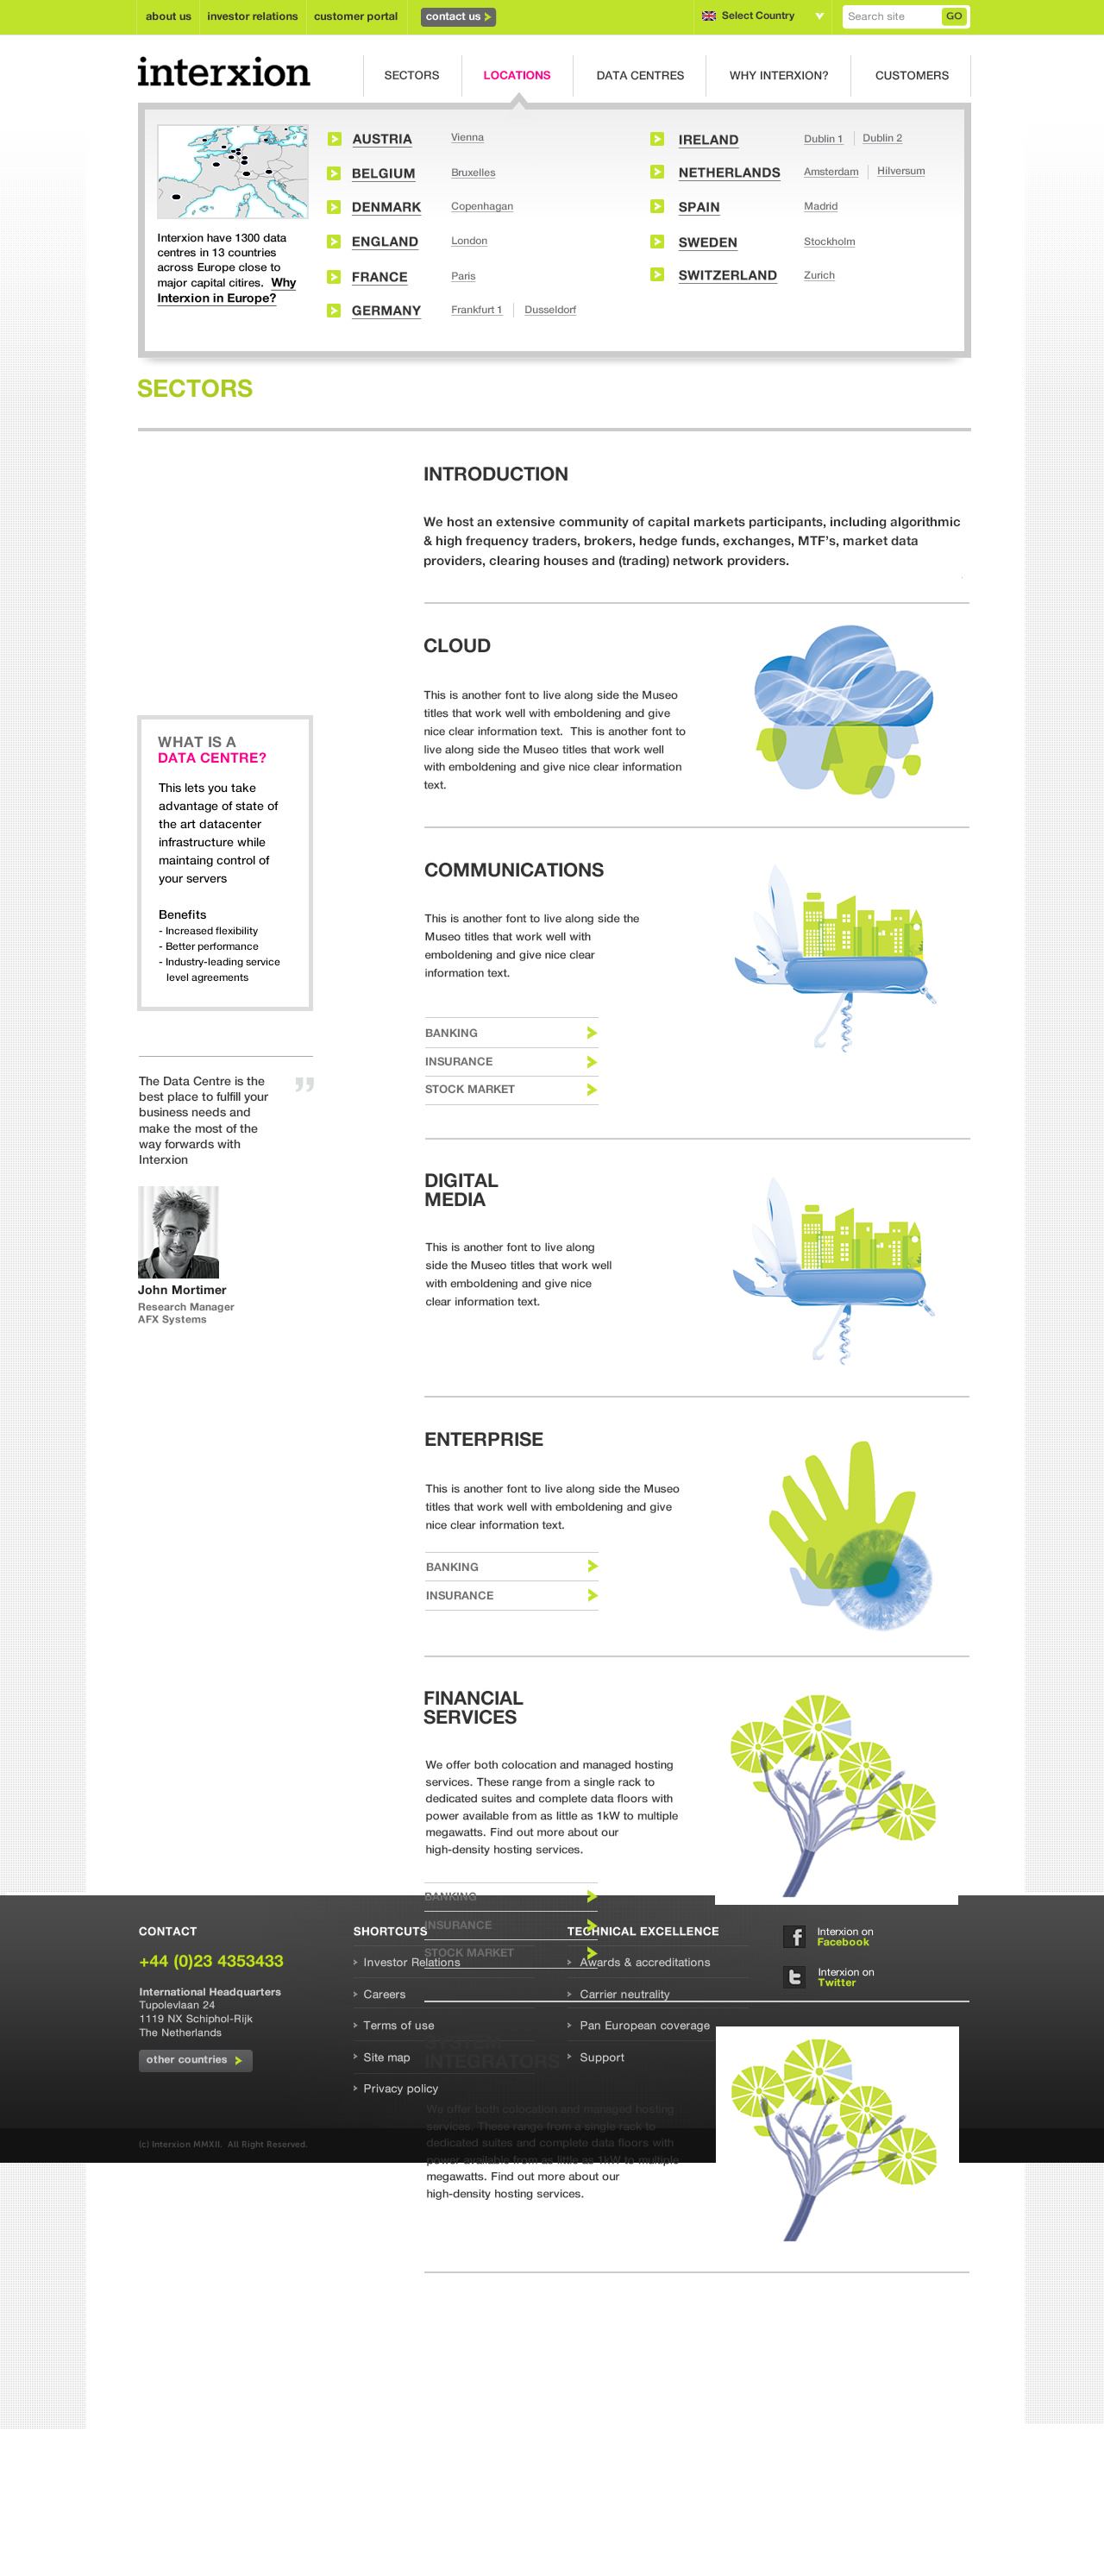 about us
investor relations
customer portal
contact us
Select Country
Search site
GO
interxion
SECTORS
LOCATIONS
DATA CENTRES
WHY INTERXION?
CUSTOMERS
Interxion have 1300 data
centres in 13 countries
across Europe close to
major capital citires. Why
Interxion in Europe?
AUSTRIA
Vienna
BELGIUM
Bruxelles
DENMARK
Copenhagan
ENGLAND
London
FRANCE
Paris
GERMANY
Frankfurt 1
Dusseldorf
IRELAND
Dublin 1
Dublin 2
NETHERLANDS
Amsterdam
Hilversum
SPAIN
Madrid
SWEDEN
Stockholm
SWITZERLAND
Zurich
SECTORS
INTRODUCTION
We host an extensive community of capital markets participants, including algorithmic
& high frequency traders, brokers, hedge funds, exchanges, MTF's, market data
providers, clearing houses and (trading) network providers.
CLOUD
This is another font to live along side the Museo
titles that work well with emboldening and give
nice clear information text. This is another font to
live along side the Museo titles that work well
with emboldening and give nice clear information
text.
WHAT IS A
DATA CENTRE?
This lets you take
advantage of state of
the art datacenter
infrastructure while
maintaing control of
your servers
Benefits
- Increased flexibility
- Better performance
- Industry-leading service
level agreements
COMMUNICATIONS
This is another font to live along side the
Museo titles that work well with
emboldening and give nice clear
information text.
BANKING
INSURANCE
STOCK MARKET
The Data Centre is the
best place to fulfill your
business needs and
make the most of the
way forwards with
Interxion
”
John Mortimer
Research Manager
AFX Systems
DIGITAL
MEDIA
This is another font to live along
side the Museo titles that work well
with emboldening and give nice
clear information text.
ENTERPRISE
This is another font to live along side the Museo
titles that work well with emboldening and give
nice clear information text.
BANKING
INSURANCE
FINANCIAL
SERVICES
We offer both colocation and managed hosting
services. These range from a single rack to
dedicated suites and complete data floors with
power available from as little as 1kW to multiple
megawatts. Find out more about our
high-density hosting services.
BANKING
INSURANCE
STOCK MARKET
CONTACT
+44 (0)23 4353433
International Headquarters
Tupolevlaan 24
1119 NX Schiphol-Rijk
The Netherlands
other countries
(c) Interxion MMXII. All Right Reserved.
SHORTCUTS
Investor Relations
Careers
Terms of use
Site map
Privacy policy
TECHNICAL EXCELLENCE
Awards & accreditations
Carrier neutrality
Pan European coverage
Support
Interxion on
Facebook
Interxion on
Twitter
SYSTEM
INTEGRATORS
We offer both colocation and managed hosting
services. These range from a single rack to
dedicated suites and complete data floors with
power available from as little as 1kW to multiple
megawatts. Find out more about our
high-density hosting services.